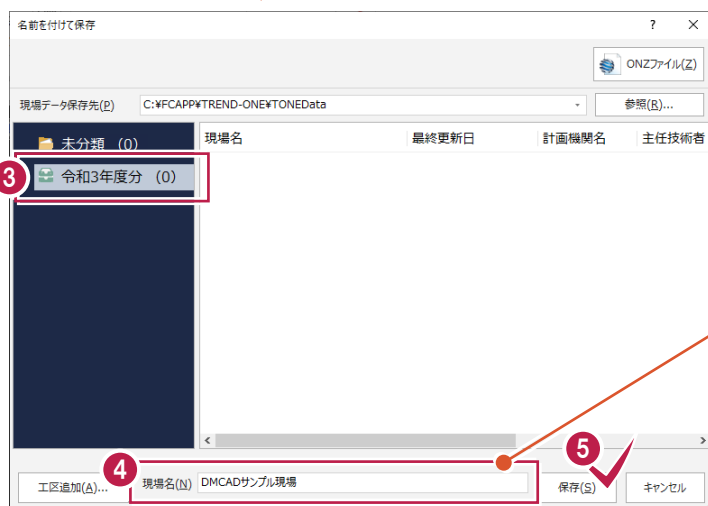 名前を付けて保存
? ×
ONZファイル(Z)
現場データ保存先(P) C:¥FCAPP¥TREND-ONE¥TONEData 参照(R)...
未分類 (0) 現場名 最終更新日 計画機関名 主任技術者
3 令和3年度分 (0)
4 5
工区追加(A)... 現場名(N) DMCADサンプル現場 保存(S) キャンセル